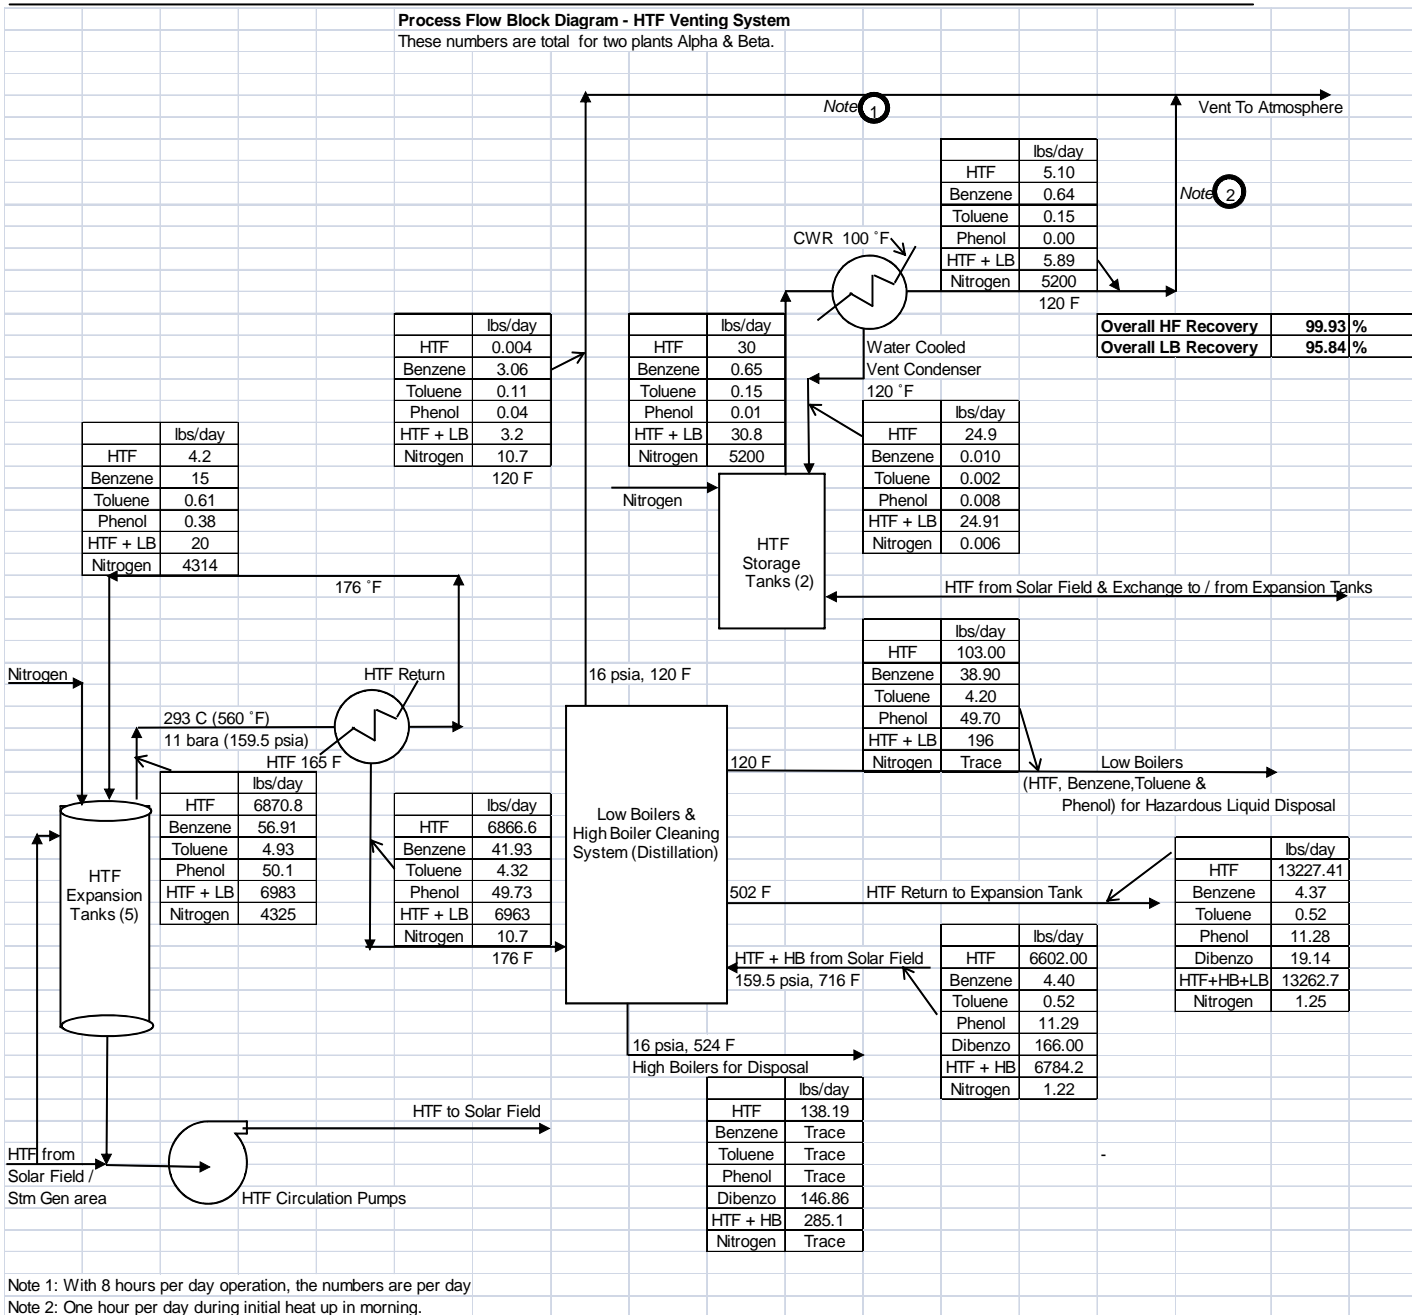 Process Flow Block Diagram - HTF Venting System
These numbers are total for two plants Alpha & Beta.
Note 1
Vent To Atmosphere
lbs/day
HTF 5.10
Benzene 0.64
Toluene 0.15
Phenol 0.00
HTF + LB 5.89
Nitrogen 5200
120 F
Note 2
CWR 100 ˚F
Overall HF Recovery 99.93 %
Overall LB Recovery 95.84 %
lbs/day
HTF 0.004
Benzene 3.06
Toluene 0.11
Phenol 0.04
HTF + LB 3.2
Nitrogen 10.7
120 F
lbs/day
HTF 30
Benzene 0.65
Toluene 0.15
Phenol 0.01
HTF + LB 30.8
Nitrogen 5200
Water Cooled
Vent Condenser
120 ˚F
lbs/day
HTF 24.9
Benzene 0.010
Toluene 0.002
Phenol 0.008
HTF + LB 24.91
Nitrogen 0.006
lbs/day
HTF 4.2
Benzene 15
Toluene 0.61
Phenol 0.38
HTF + LB 20
Nitrogen 4314
176 ˚F
Nitrogen
HTF
Storage
Tanks (2)
HTF from Solar Field & Exchange to / from Expansion Tanks
lbs/day
HTF 103.00
Benzene 38.90
Toluene 4.20
Phenol 49.70
HTF + LB 196
Nitrogen Trace
Nitrogen
HTF Return
16 psia, 120 F
293 C (560 ˚F)
11 bara (159.5 psia)
HTF 165 F
120 F
Low Boilers
(HTF, Benzene,Toluene &
Phenol) for Hazardous Liquid Disposal
lbs/day
HTF 6870.8
Benzene 56.91
Toluene 4.93
Phenol 50.1
HTF + LB 6983
Nitrogen 4325
lbs/day
HTF 6866.6
Benzene 41.93
Toluene 4.32
Phenol 49.73
HTF + LB 6963
Nitrogen 10.7
176 F
Low Boilers &
High Boiler Cleaning
System (Distillation)
HTF
Expansion
Tanks (5)
502 F
HTF Return to Expansion Tank
lbs/day
HTF 13227.41
Benzene 4.37
Toluene 0.52
Phenol 11.28
Dibenzo 19.14
HTF+HB+LB 13262.7
Nitrogen 1.25
HTF + HB from Solar Field
159.5 psia, 716 F
lbs/day
HTF 6602.00
Benzene 4.40
Toluene 0.52
Phenol 11.29
Dibenzo 166.00
HTF + HB 6784.2
Nitrogen 1.22
16 psia, 524 F
High Boilers for Disposal
lbs/day
HTF 138.19
Benzene Trace
Toluene Trace
Phenol Trace
Dibenzo 146.86
HTF + HB 285.1
Nitrogen Trace
HTF to Solar Field
HTF from
Solar Field /
Stm Gen area
HTF Circulation Pumps
-
Note 1: With 8 hours per day operation, the numbers are per day
Note 2: One hour per day during initial heat up in morning.